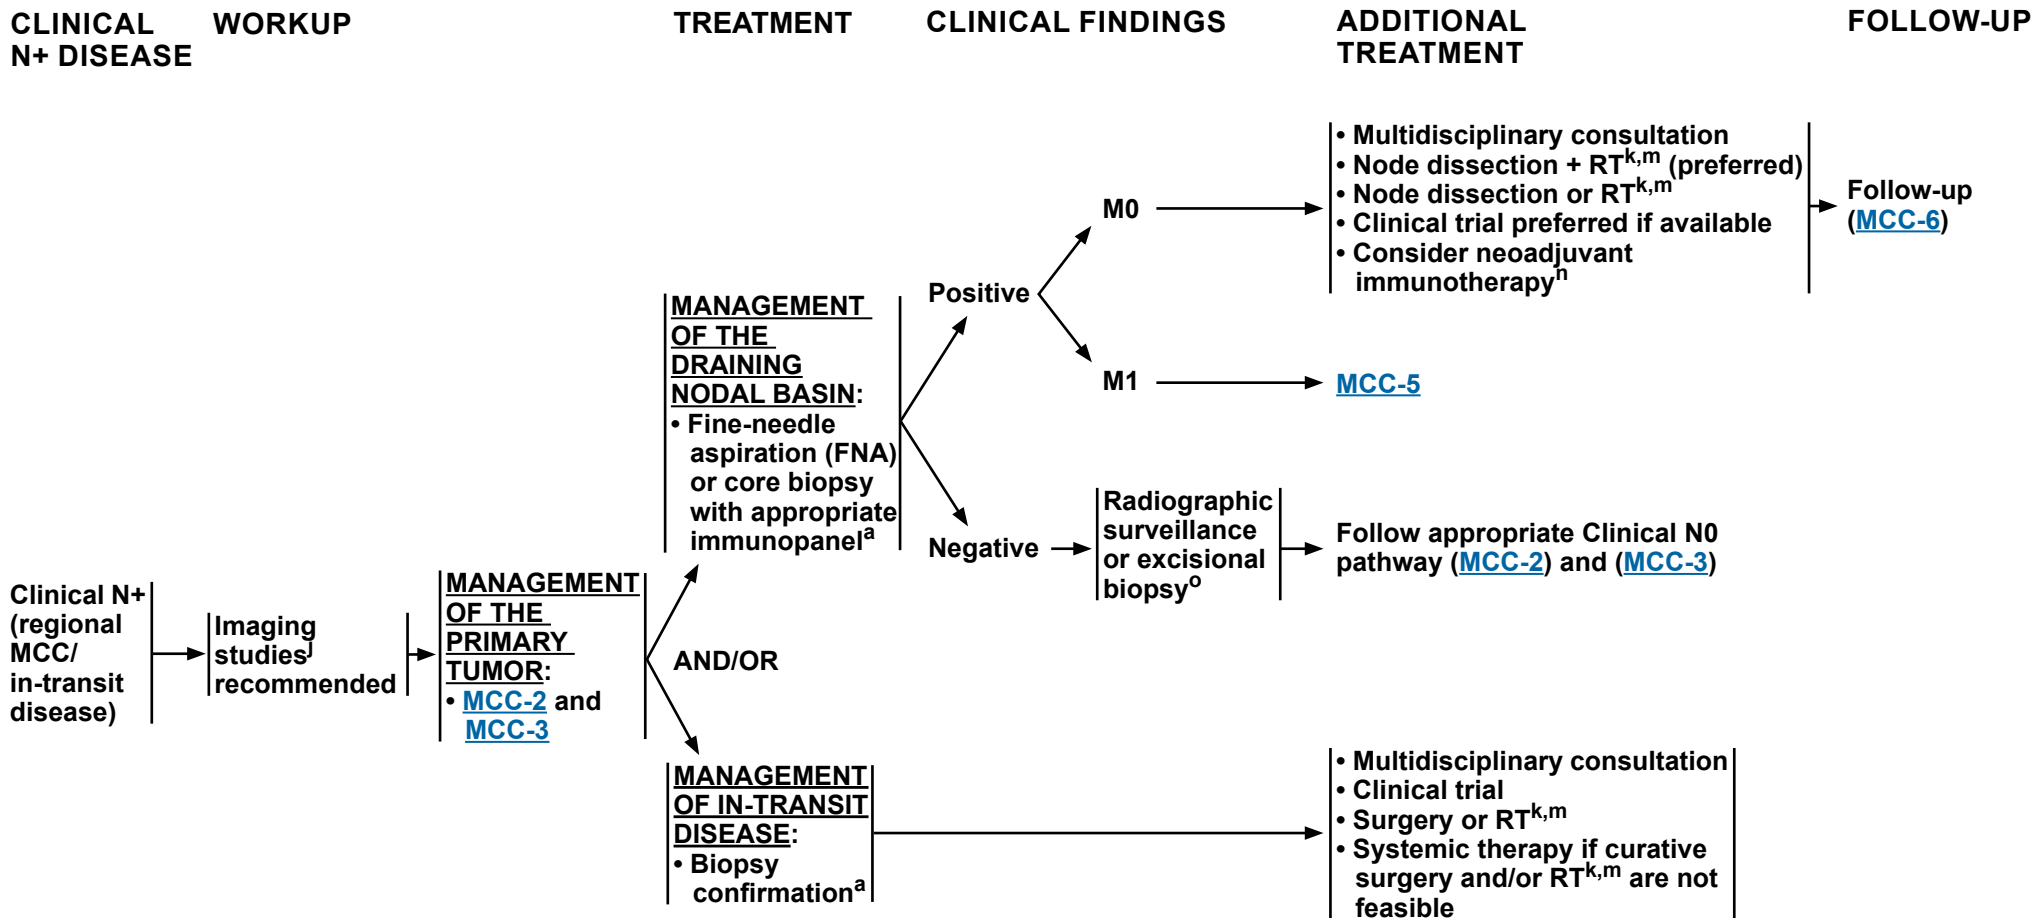 CLINICAL
N+ DISEASE
WORKUP
TREATMENT
CLINICAL FINDINGS
ADDITIONAL
TREATMENT
FOLLOW-UP
Clinical N+
(regional
MCC/
in-transit
disease)
Imaging
studiesj
recommended
MANAGEMENT
OF THE
PRIMARY
TUMOR:
• MCC-2 and
MCC-3
AND/OR
MANAGEMENT
OF THE
DRAINING
NODAL BASIN:
• Fine-needle
aspiration (FNA)
or core biopsy
with appropriate
immunopanela
Positive
M0
• Multidisciplinary consultation
• Node dissection + RTk,m (preferred)
• Node dissection or RTk,m
• Clinical trial preferred if available
• Consider neoadjuvant
immunotherapyn
Follow-up
(MCC-6)
M1
MCC-5
Negative
Radiographic
surveillance
or excisional
biopsyo
Follow appropriate Clinical N0
pathway (MCC-2) and (MCC-3)
MANAGEMENT
OF IN-TRANSIT
DISEASE:
• Biopsy
confirmationa
• Multidisciplinary consultation
• Clinical trial
• Surgery or RTk,m
• Systemic therapy if curative
surgery and/or RTk,m are not
feasible